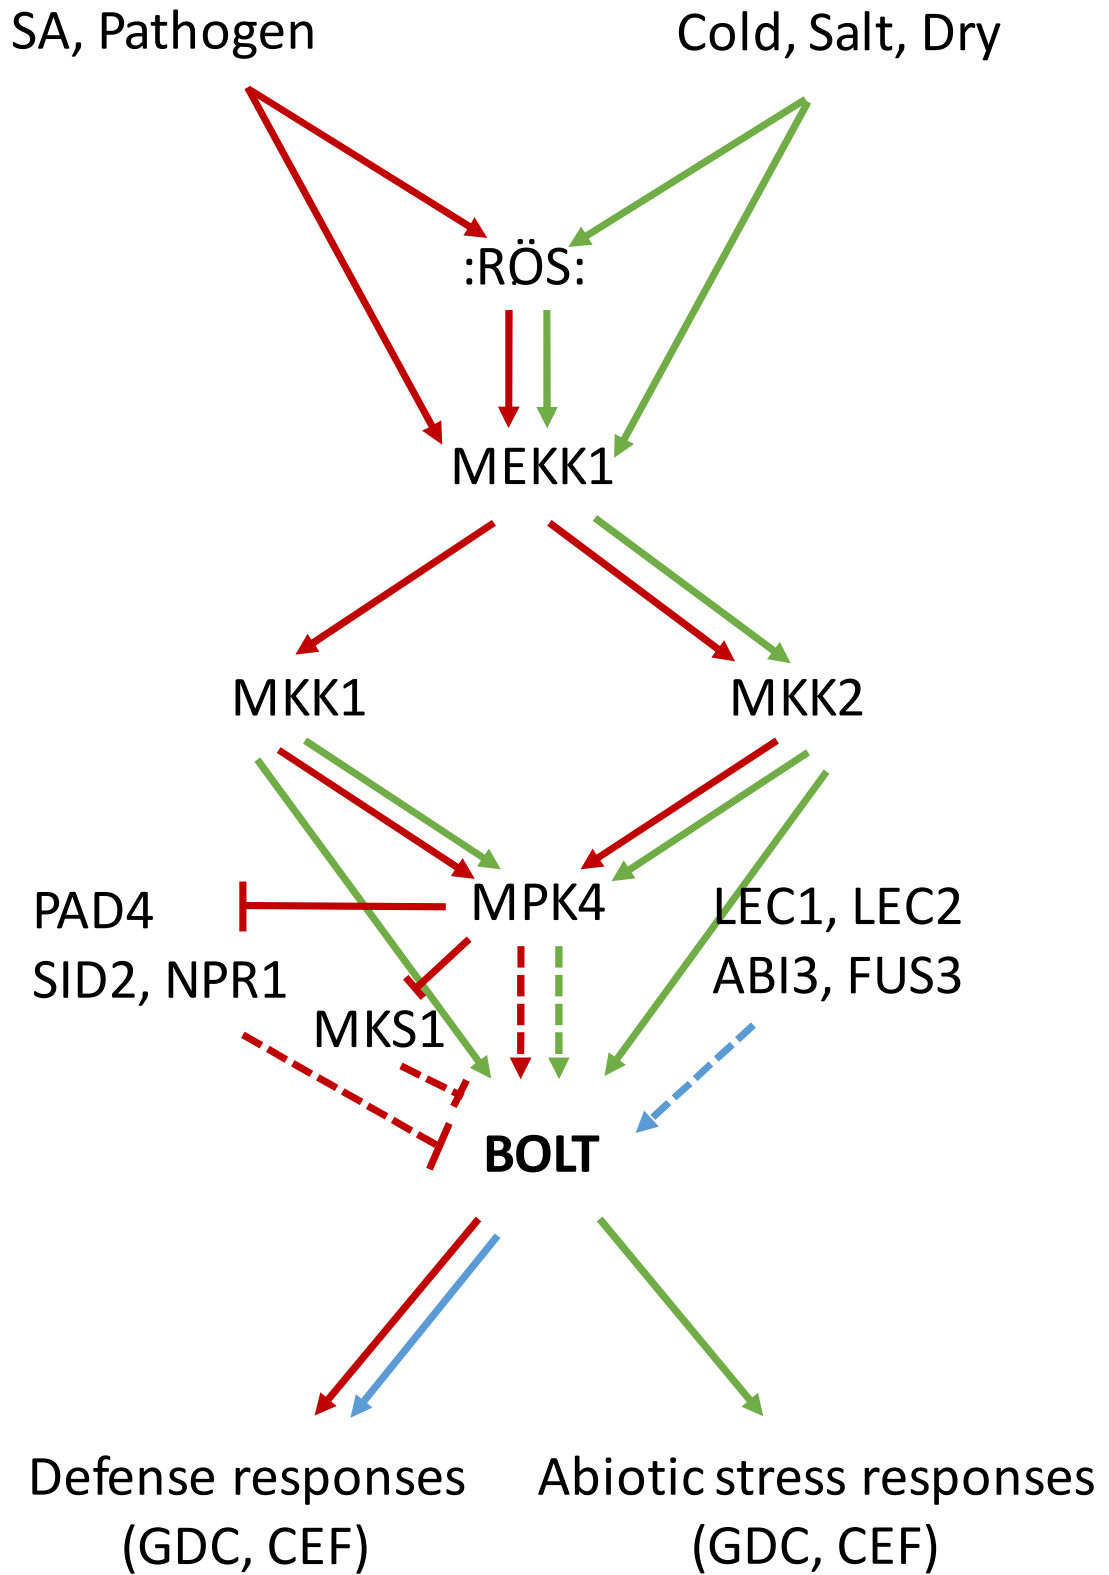 SA, Pathogen
Cold, Salt, Dry
:RÖS:
MEKK1
MKK1
MKK2
MPK4
PAD4
SID2, NPR1
LEC1, LEC2
ABI3, FUS3
MKS1
BOLT
Defense responses
(GDC, CEF)
Abiotic stress responses
(GDC, CEF)